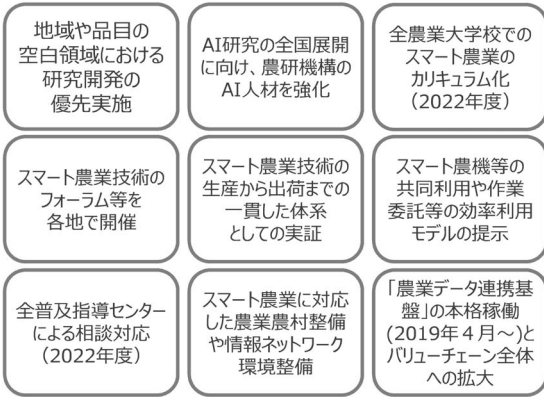 地域や品目の
空白領域における
研究開発の
優先実施
AI研究の全国展開
に向け、農研機構の
AI人材を強化
全農業大学校での
スマート農業の
カリキュラム化
（2022年度）
スマート農業技術の
フォーラム等を
各地で開催
スマート農業技術の
生産から出荷までの
一貫した体系
としての実証
スマート農機等の
共同利用や作業
委託等の効率利用
モデルの提示
全普及指導センター
による相談対応
（2022年度）
スマート農業に対応
した農業農村整備
や情報ネットワーク
環境整備
「農業データ連携基
盤」の本格稼働
(2019年４月～)と
バリューチェーン全体
への拡大